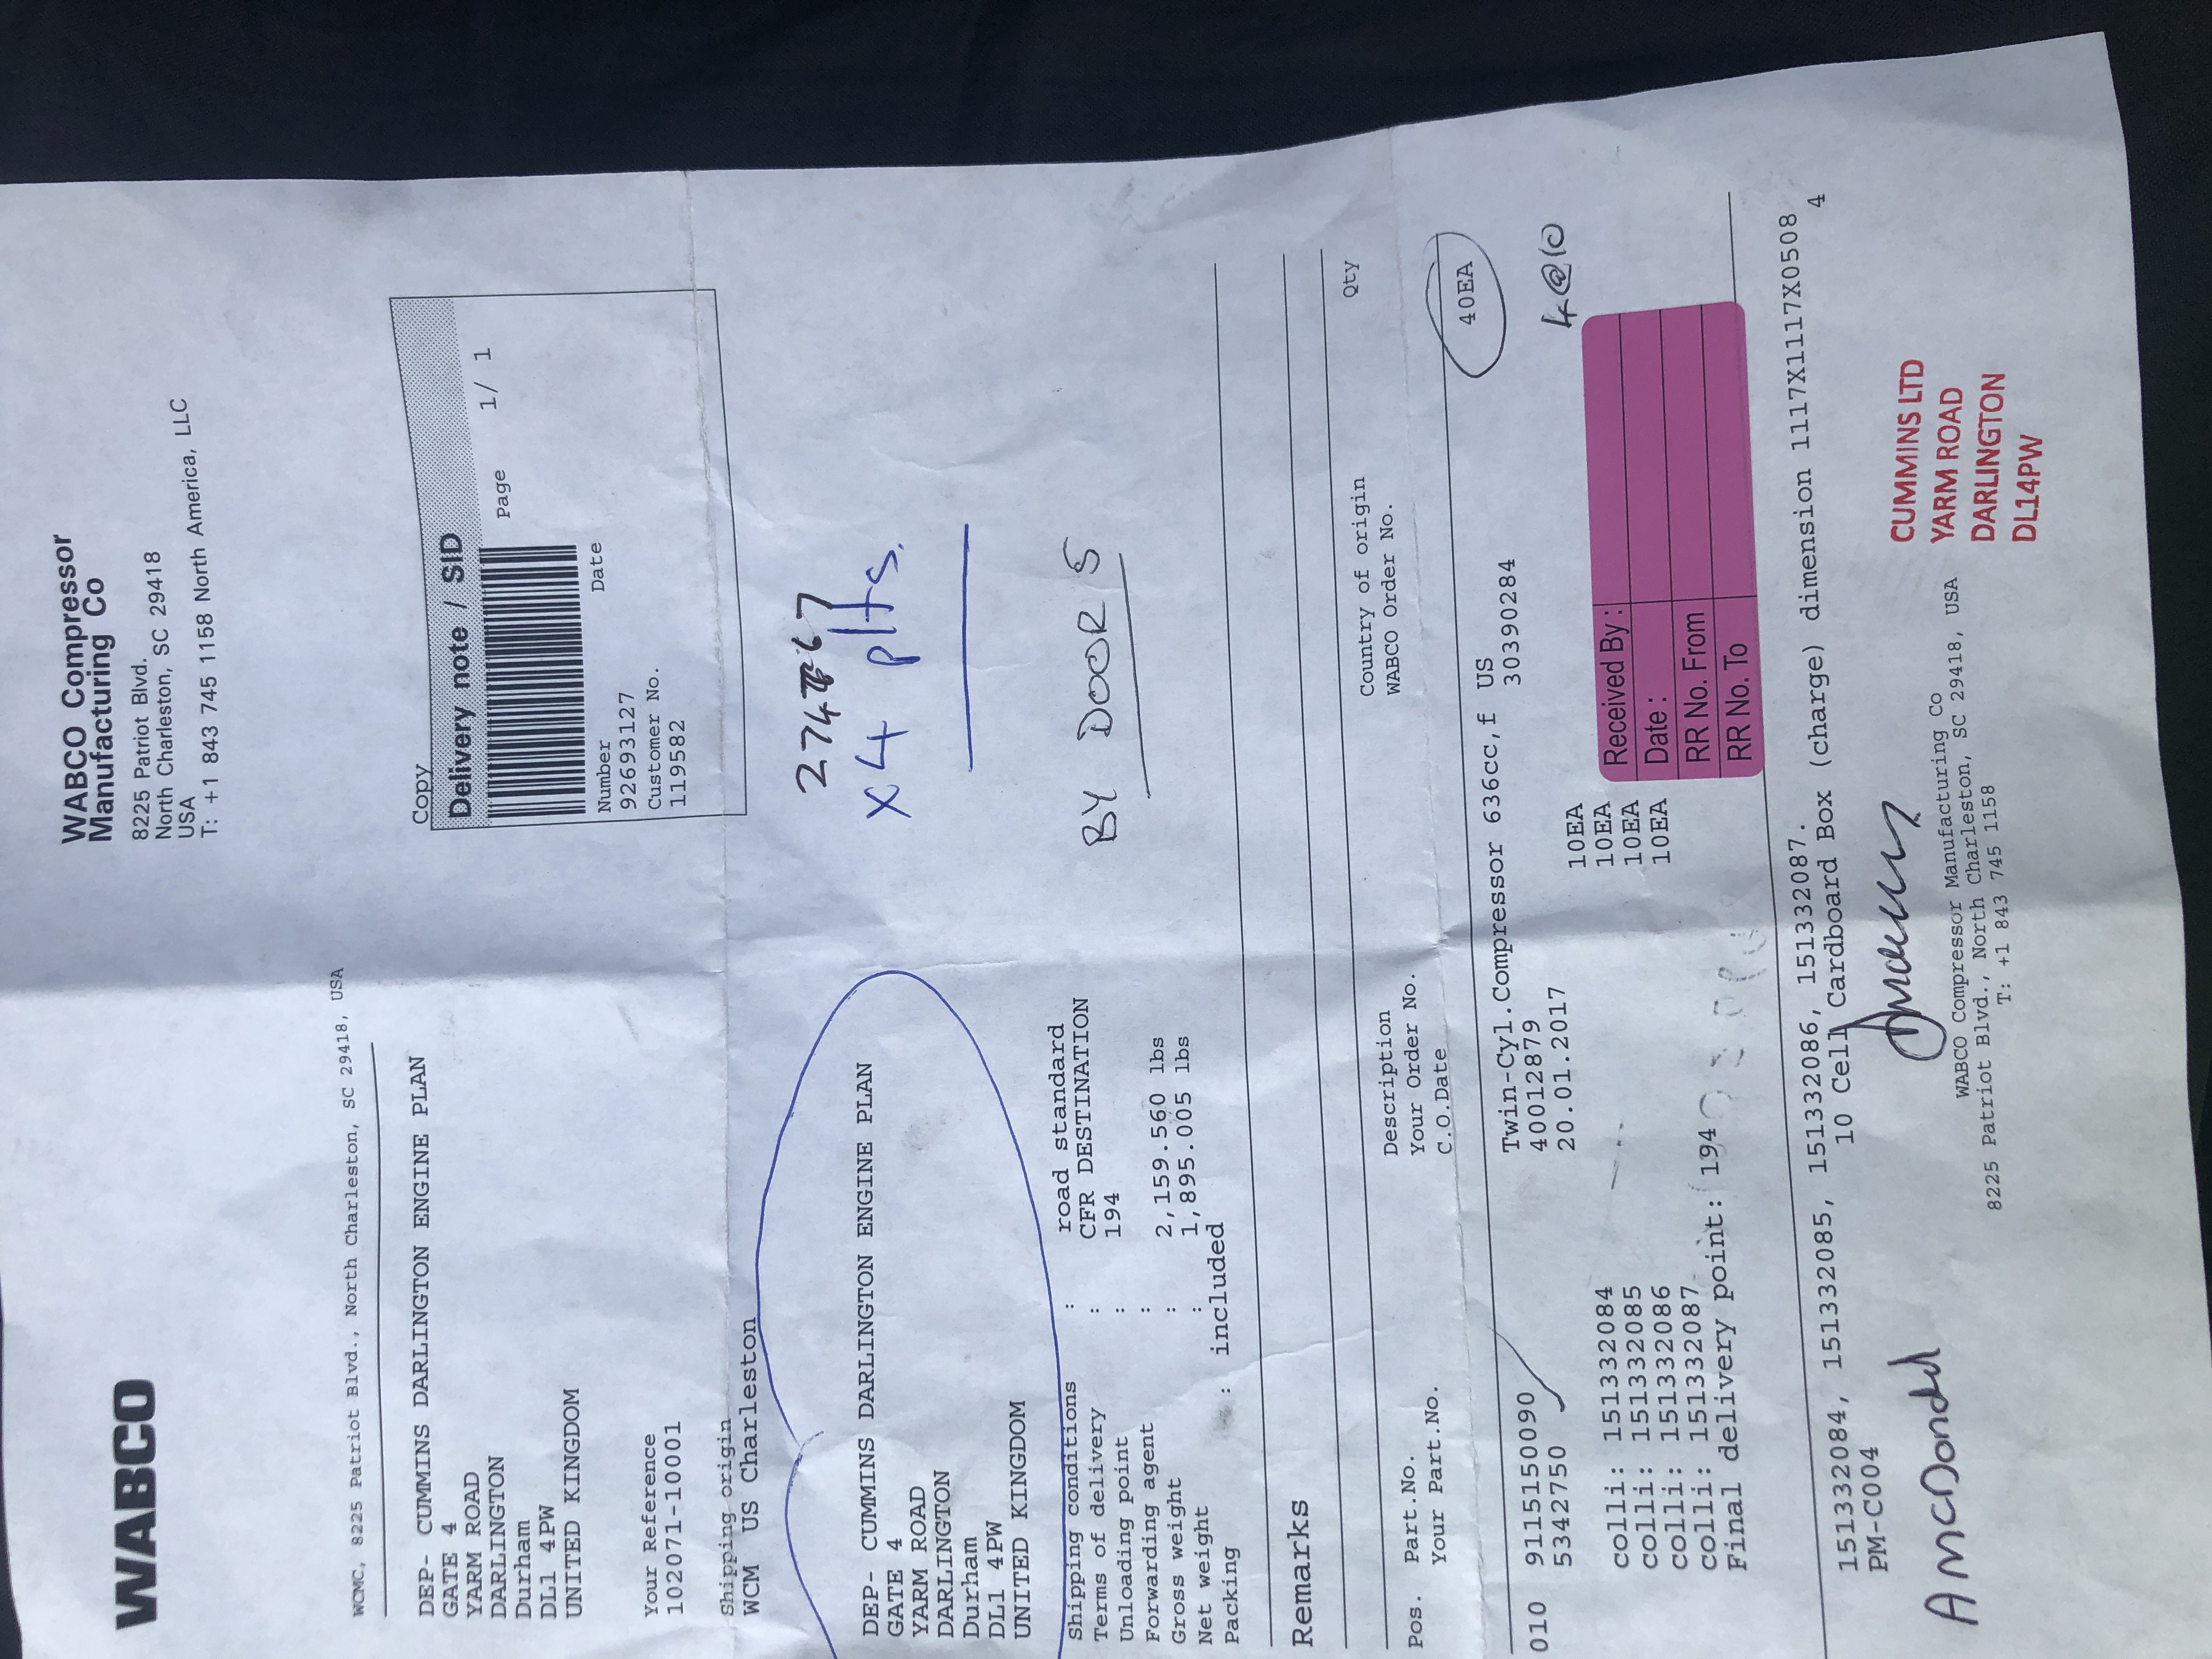 WABCO
WABCO Compressor
Manufacturing Co
8225 Patriot Blvd.
North Charleston, SC 29418
USA
T: +1 843 745 1158 North America, LLC
WCMC, 8225 Patriot Blvd., North Charleston, SC 29418, USA
DEP- CUMMINS DARLINGTON ENGINE PLAN
GATE 4
YARM ROAD
DARLINGTON
Durham
DL1 4PW
UNITED KINGDOM
Copy
Delivery note / SID
Page 1/ 1
Number Date
92693127
Customer No.
119582
Your Reference
102071-10001
Shipping origin
WCM US Charleston
x4 plts.
DEP- CUMMINS DARLINGTON ENGINE PLAN
GATE 4
YARM ROAD
DARLINGTON
Durham
DL1 4PW
UNITED KINGDOM
BY DOOR 5
Shipping conditions : road standard
Terms of delivery : CFR DESTINATION
Unloading point : 194
Forwarding agent :
Gross weight : 2,159.560 lbs
Net weight : 1,895.005 lbs
Packing : included
Remarks
Pos. Part.No. Description Country of origin Qty
Your Part.No. Your Order No. WABCO Order No.
C.O.Date
010 9115150090 Twin-Cyl.Compressor 636cc,f US 40EA
5342750 40012879 30390284
20.01.2017
4@10
colli: 151332084 10EA
colli: 151332085 10EA
colli: 151332086 10EA
colli: 151332087 10EA
Final delivery point: 194
Received By :
Date :
RR No. From
RR No. To
151332084, 151332085, 151332086, 151332087.
PM-C004 10 Cell Cardboard Box (charge) dimension 1117X1117X0508
4
A McDonald
WABCO Compressor Manufacturing Co
8225 Patriot Blvd., North Charleston, SC 29418, USA
T: +1 843 745 1158
CUMMINS LTD
YARM ROAD
DARLINGTON
DL14PW